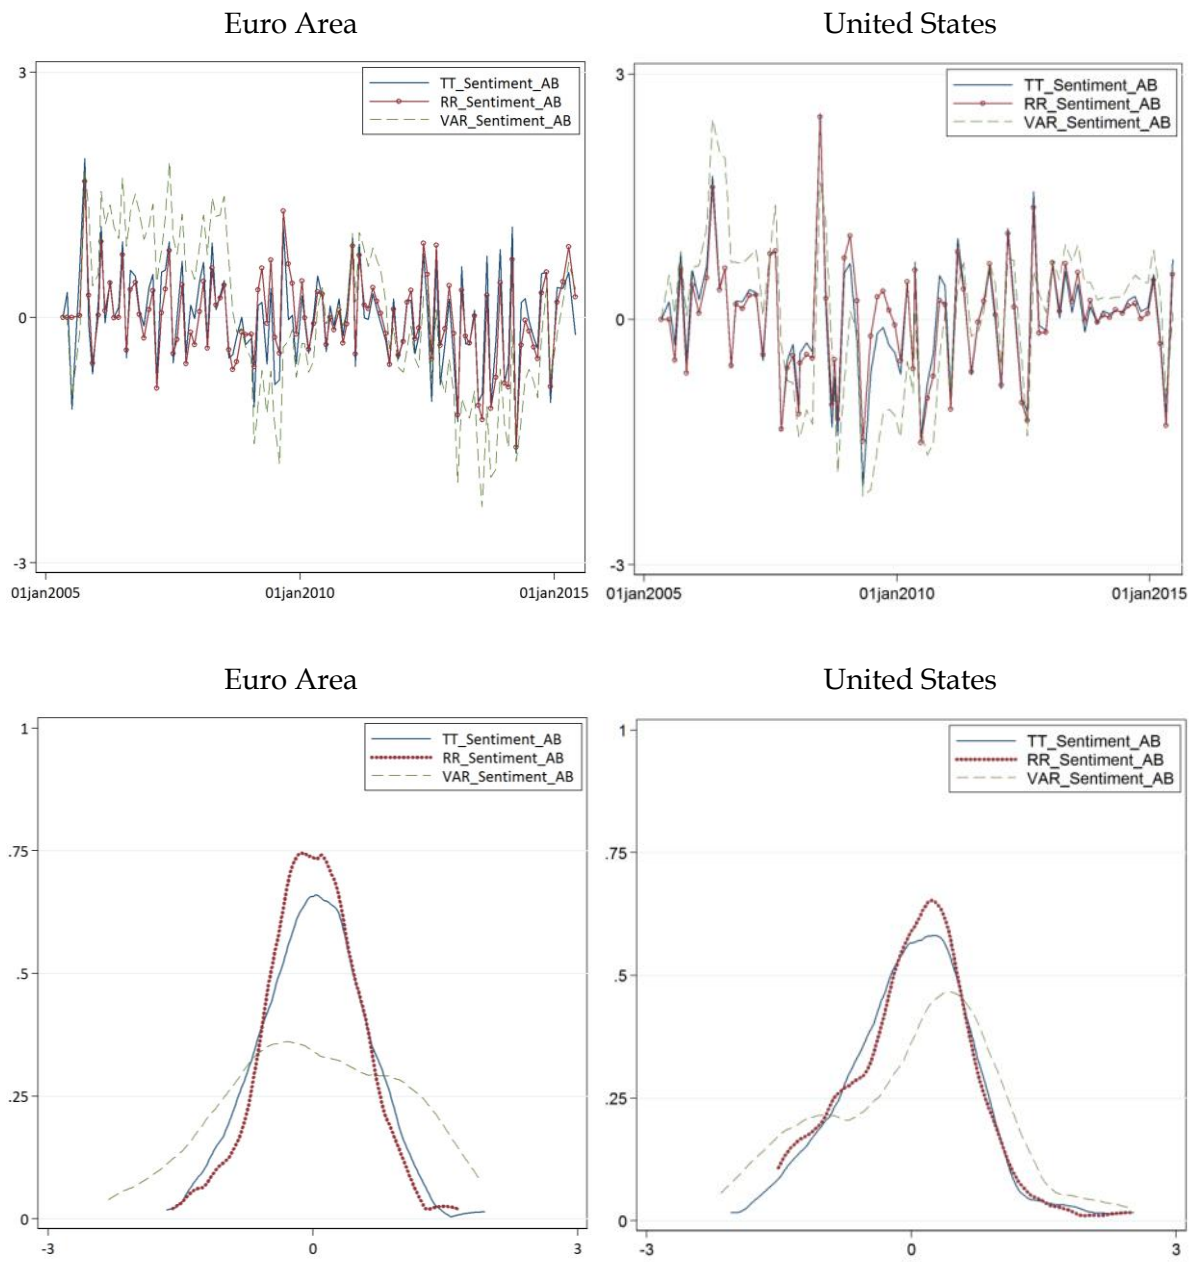 Euro Area
United States
3
TT_Sentiment_AB
RR_Sentiment_AB
VAR_Sentiment_AB
0
-3
01jan2005
01jan2010
01jan2015
3
TT_Sentiment_AB
RR_Sentiment_AB
VAR_Sentiment_AB
0
-3
01jan2005
01jan2010
01jan2015
Euro Area
United States
1
TT_Sentiment_AB
RR_Sentiment_AB
VAR_Sentiment_AB
.75
.5
.25
0
-3
0
3
1
TT_Sentiment_AB
RR_Sentiment_AB
VAR_Sentiment_AB
.75
.5
.25
0
-3
0
3